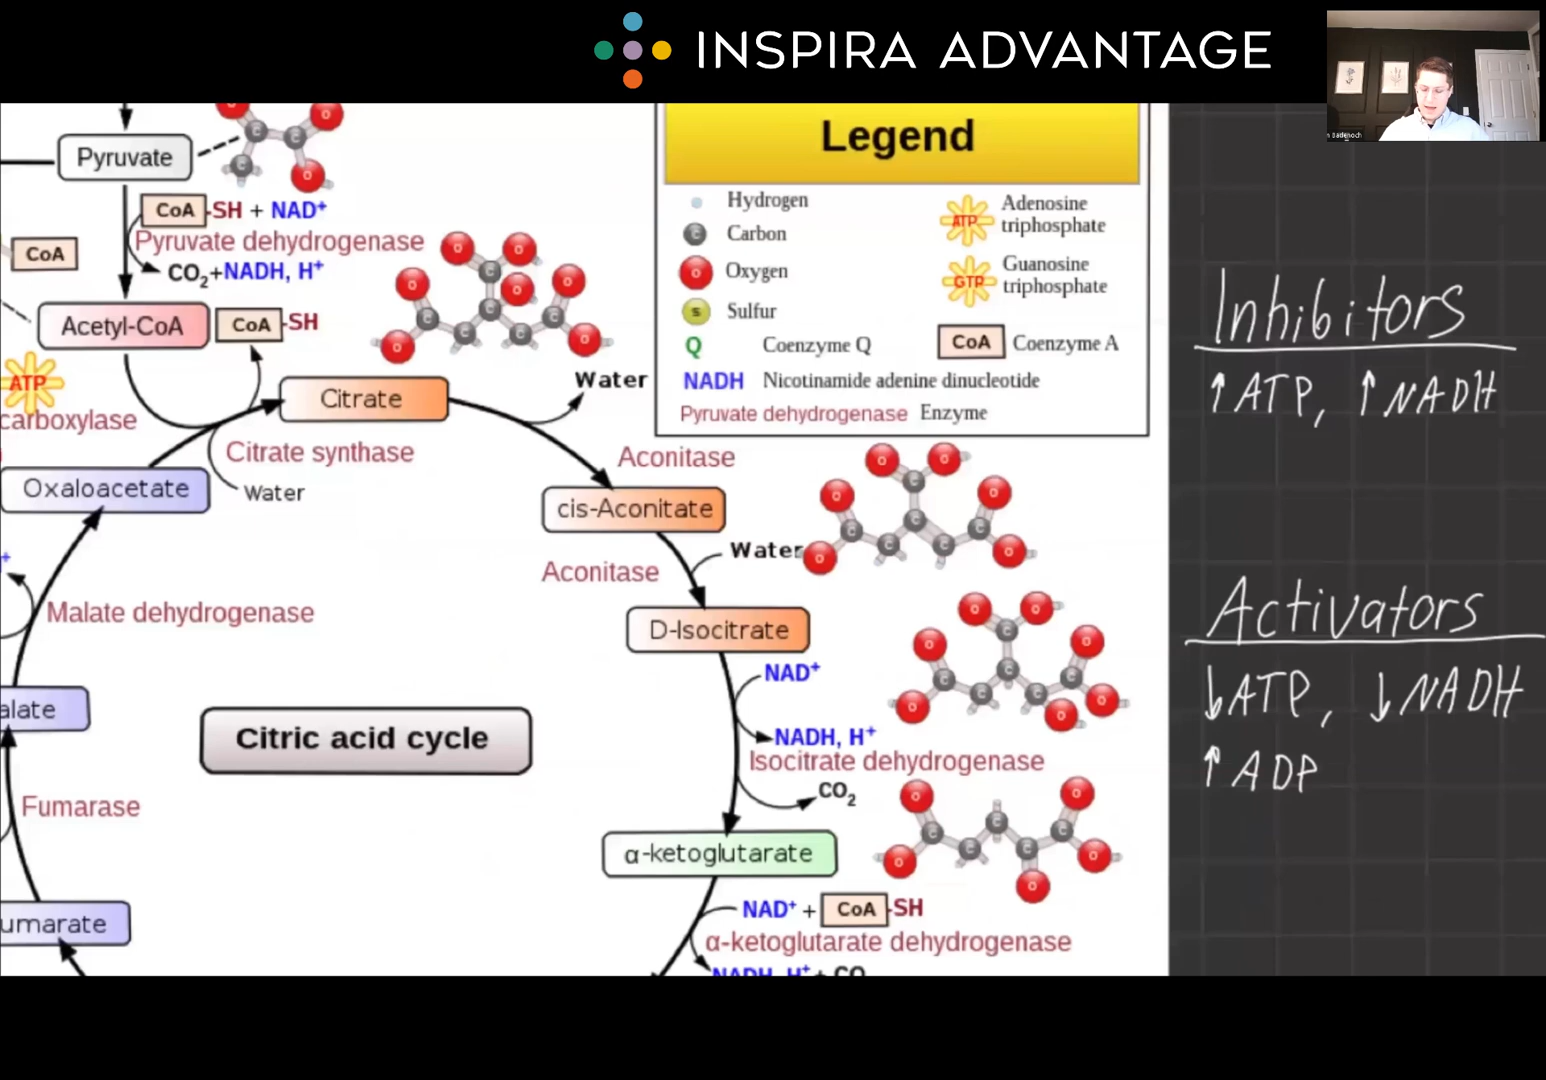 INSPIRA ADVANTAGE
Pyruvate
CoA-SH + NAD+
Pyruvate dehydrogenase
CO2+NADH, H+
CoA
Acetyl-CoA
CoA-SH
ATP
carboxylase
Citrate
Water
Citrate synthase
Water
Oxaloacetate
Aconitase
cis-Aconitate
Water
Aconitase
D-Isocitrate
NAD+
NADH, H+
Isocitrate dehydrogenase
CO2
α-ketoglutarate
NAD+ + CoA-SH
α-ketoglutarate dehydrogenase
NADH, H+ + CO
+
Malate dehydrogenase
alate
Citric acid cycle
Fumarase
umarate
Legend
Hydrogen
C Carbon
O Oxygen
S Sulfur
Q Coenzyme Q
ATP Adenosine
triphosphate
GTP Guanosine
triphosphate
CoA Coenzyme A
NADH Nicotinamide adenine dinucleotide
Pyruvate dehydrogenase Enzyme
Inhibitors
↑ATP, ↑NADH
Activators
↓ATP, ↓NADH
↑ADP